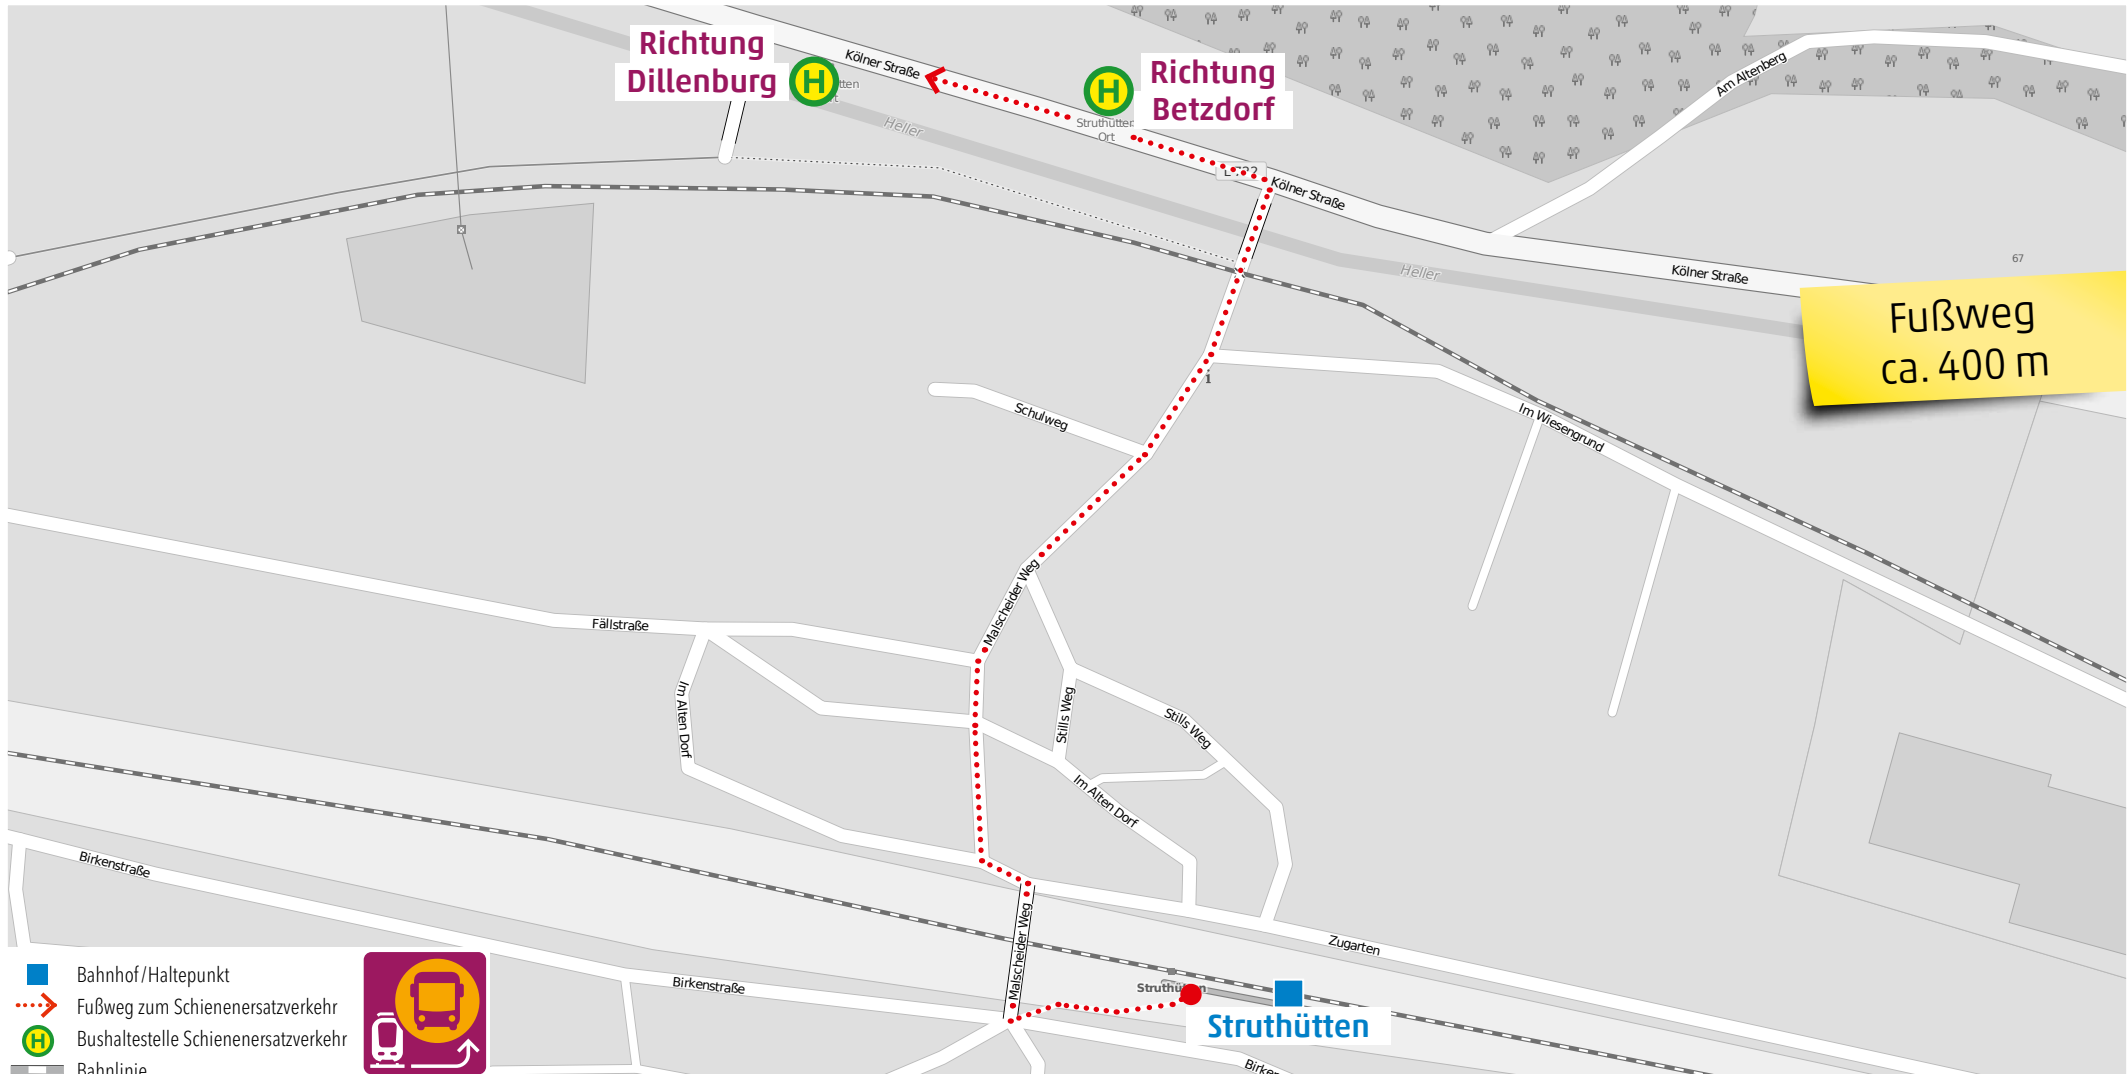 Richtung
Dillenburg
H
Kölner Straße
H
Richtung
Betzdorf
Struthütten
Ort
Am Altenberg
Heller
Kölner Straße
Heller
Kölner Straße
67
Fußweg
ca. 400 m
i
Schulweg
Im Wiesengrund
Malscheider Weg
Fällstraße
Im Alten Dorf
Stills Weg
Stills Weg
Im Alten Dorf
Birkenstraße
Malscheider Weg
Zugarten
Birkenstraße
Struthütten
Struthütten
Bahnhof/Haltepunkt
Fußweg zum Schienenersatzverkehr
H
Bushaltestelle Schienenersatzverkehr
Bahnlinie